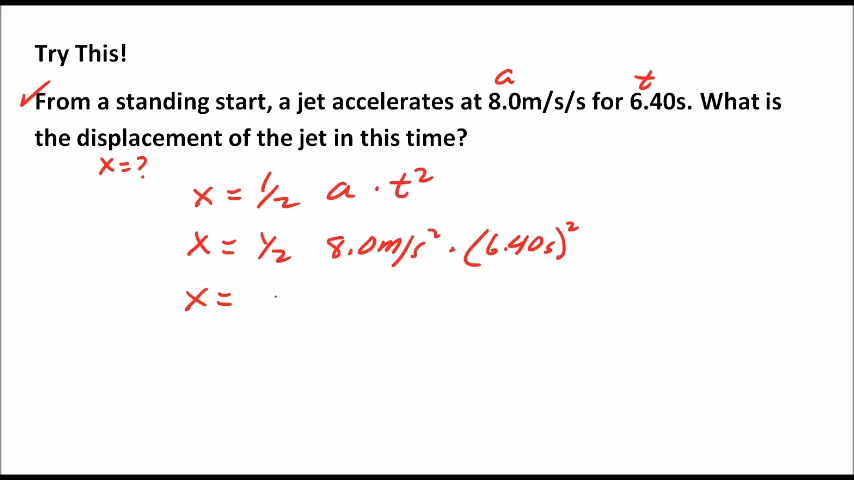 Try This!
a t
✓From a standing start, a jet accelerates at 8.0m/s/s for 6.40s. What is
the displacement of the jet in this time?
x = ?
x = 1/2 a · t²
x = 1/2 8.0m/s² · (6.40s)²
x =